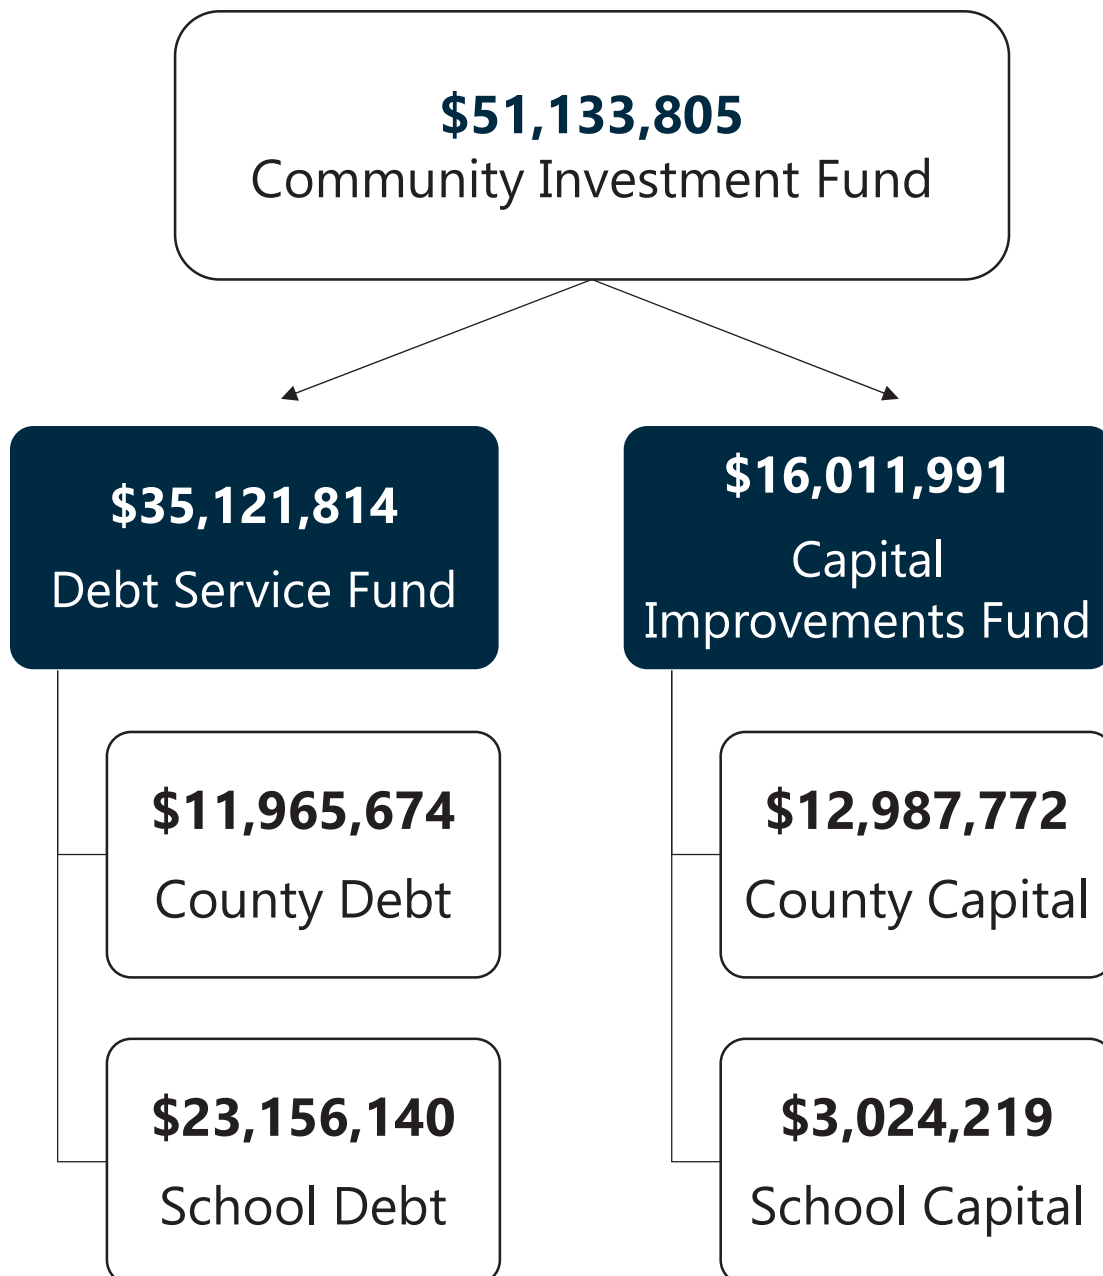 $51,133,805
Community Investment Fund
$35,121,814
Debt Service Fund
$16,011,991
Capital
Improvements Fund
$11,965,674
County Debt
$12,987,772
County Capital
$23,156,140
School Debt
$3,024,219
School Capital